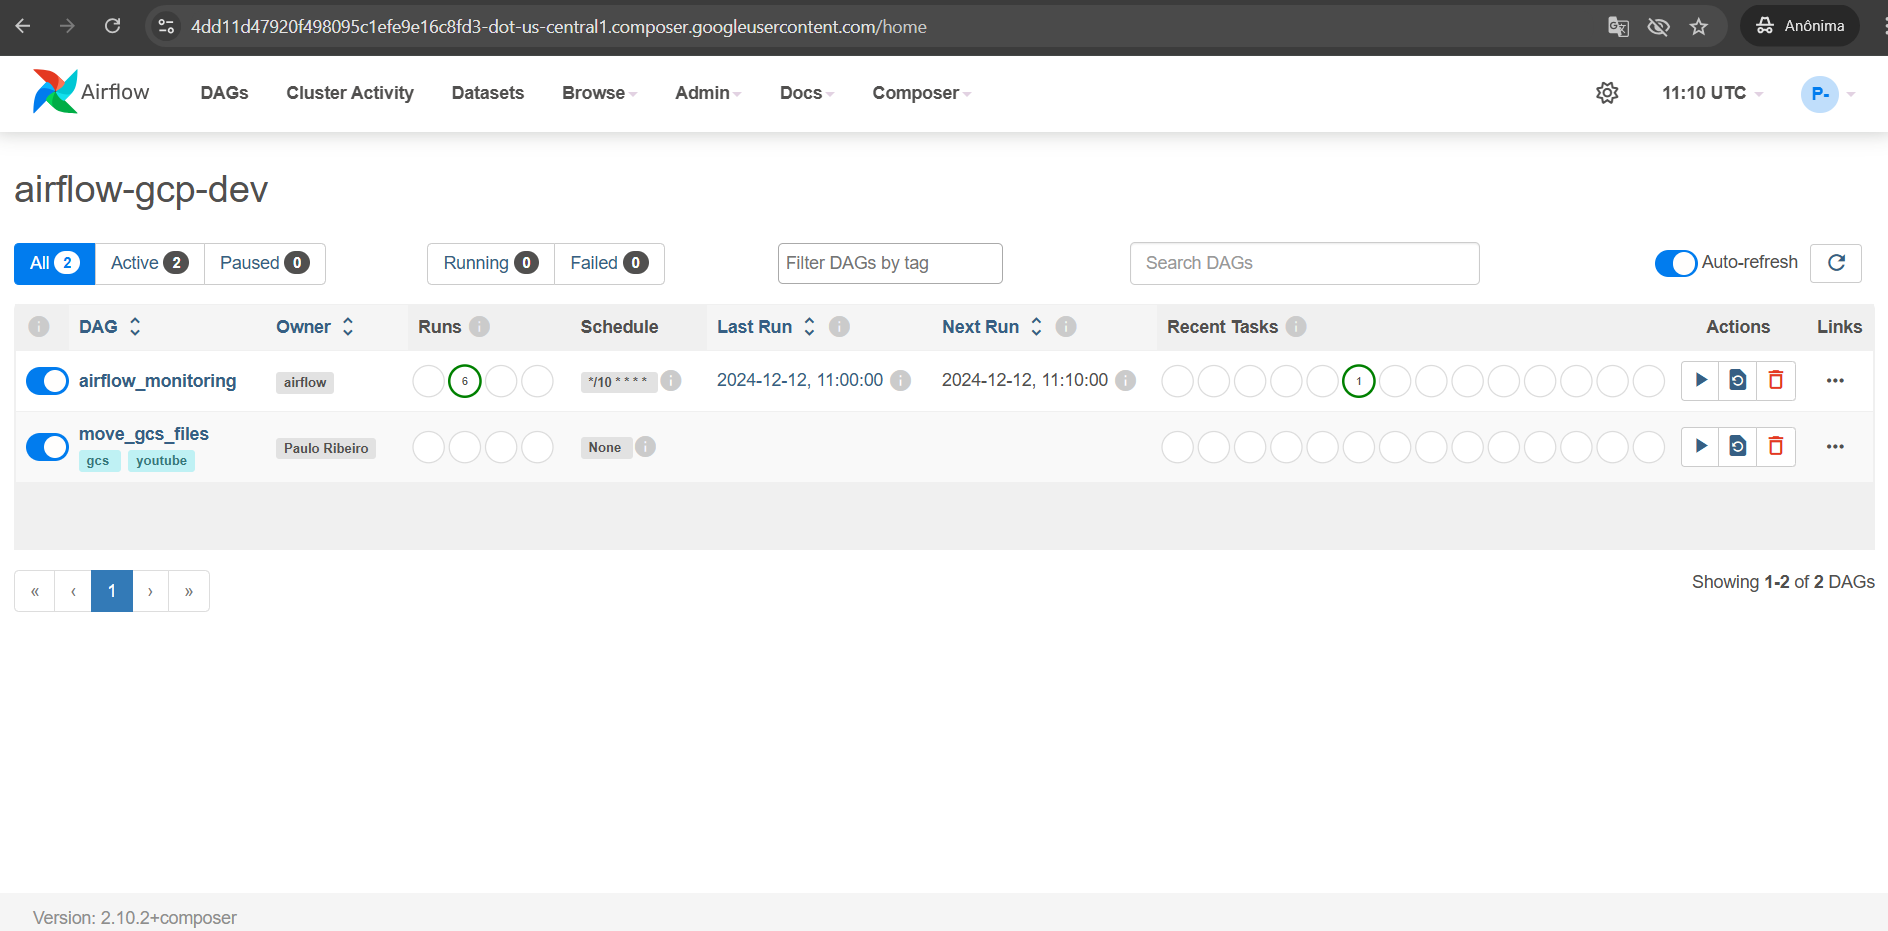 4dd11d47920f498095c1efe9e16c8fd3-dot-us-central1.composer.googleusercontent.com/home Anônima
Airflow DAGs Cluster Activity Datasets Browse Admin Docs Composer 11:10 UTC P-
airflow-gcp-dev
All 2 Active 2 Paused 0 Running 0 Failed 0 Filter DAGs by tag Search DAGs Auto-refresh
DAG Owner Runs Schedule Last Run Next Run Recent Tasks Actions Links
airflow_monitoring airflow 6 */10 * * * * 2024-12-12, 11:00:00 2024-12-12, 11:10:00 1
move_gcs_files Paulo Ribeiro None
gcs youtube
« ‹ 1 › » Showing 1-2 of 2 DAGs
Version: 2.10.2+composer